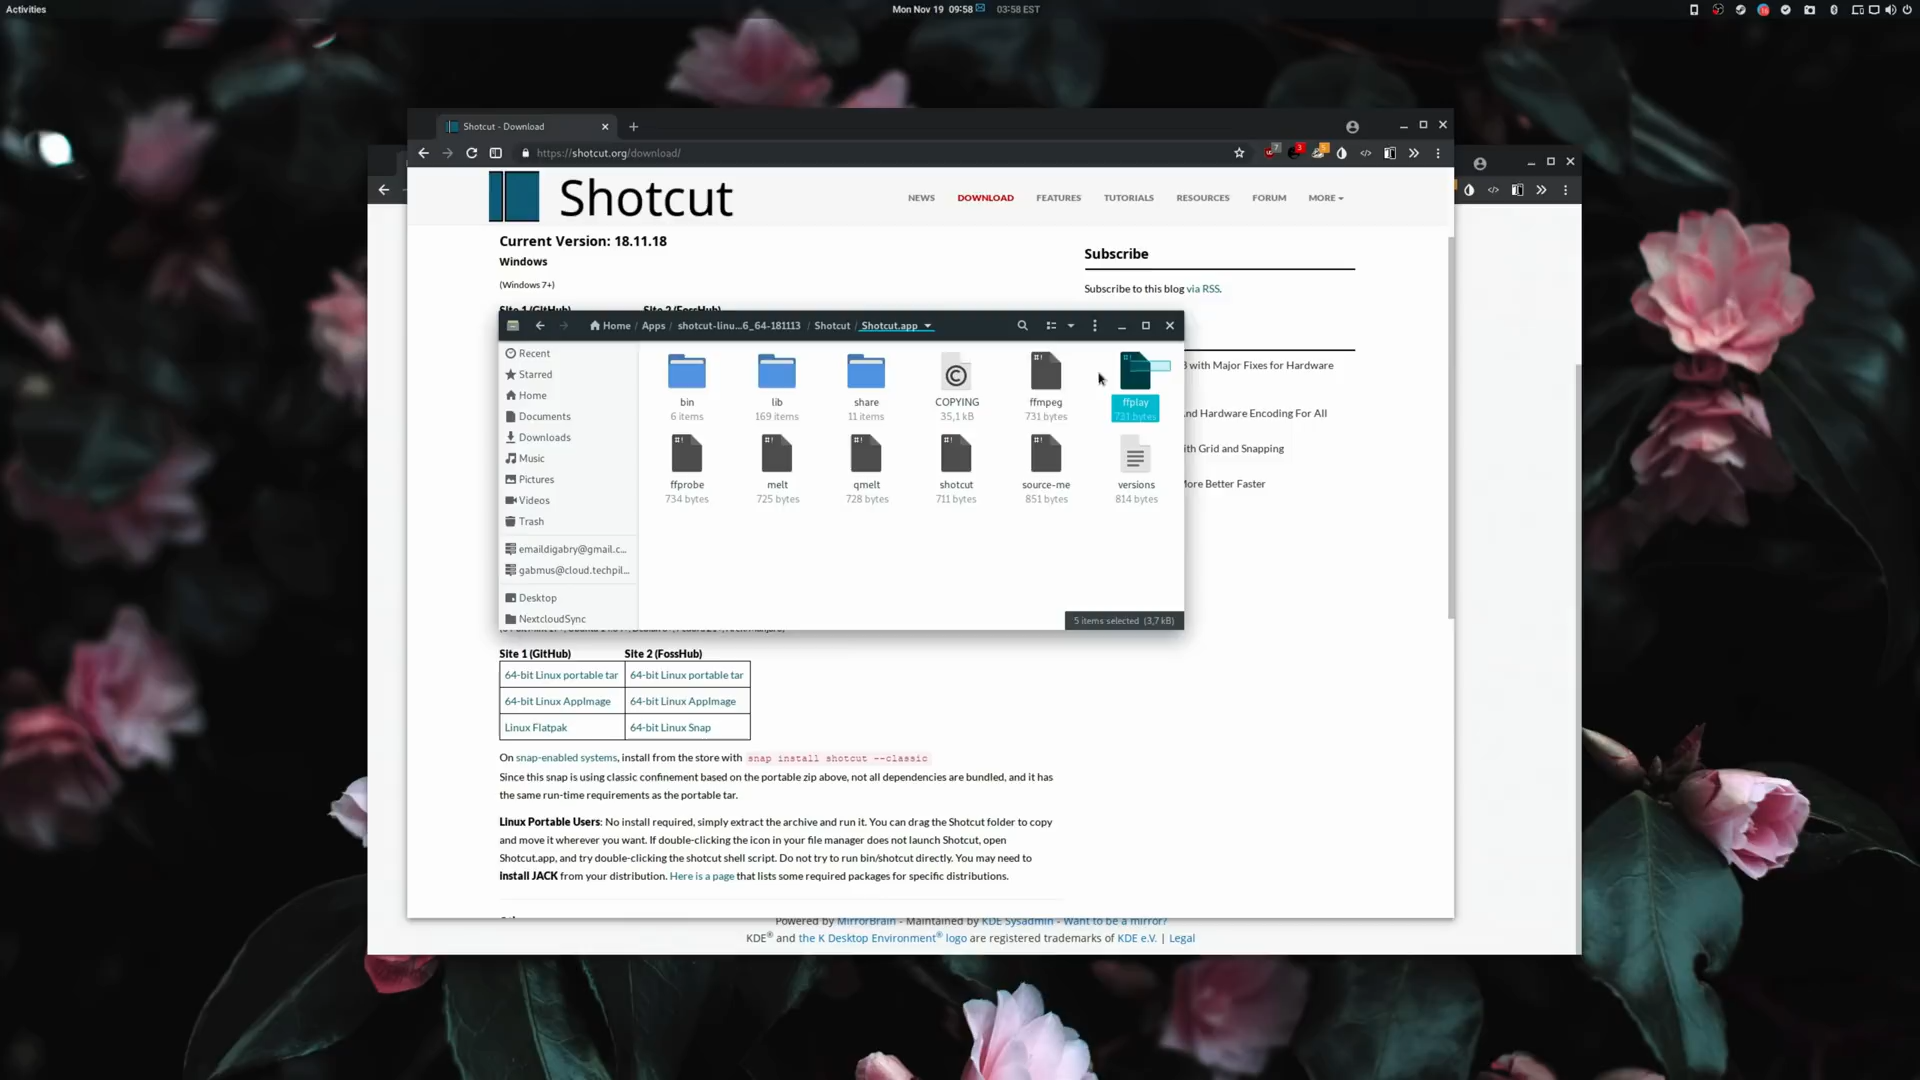 Activities
Mon Nov 19 09:58
03:58 EST
Shotcut - Download
https://shotcut.org/download/
7
3
Shotcut
NEWS
DOWNLOAD
FEATURES
TUTORIALS
RESOURCES
FORUM
MORE
Current Version: 18.11.18
Windows
(Windows 7+)
Site 1 (GitHub)
Site 2 (FossHub)
Subscribe
Subscribe to this blog via RSS.
Home / Apps / shotcut-linu...6_64-181113 / Shotcut / Shotcut.app
Recent
Starred
Home
Documents
Downloads
Music
Pictures
Videos
Trash
emaildigabry@gmail.c...
gabmus@cloud.techpil...
Desktop
NextcloudSync
bin
6 items
lib
169 items
share
11 items
COPYING
35,1 kB
ffmpeg
731 bytes
ffplay
731 bytes
ffprobe
734 bytes
melt
725 bytes
qmelt
728 bytes
shotcut
711 bytes
source-me
851 bytes
versions
814 bytes
5 items selected (3,7 kB)
with Major Fixes for Hardware
And Hardware Encoding For All
ith Grid and Snapping
More Better Faster
Site 1 (GitHub)
Site 2 (FossHub)
64-bit Linux portable tar
64-bit Linux portable tar
64-bit Linux AppImage
64-bit Linux AppImage
Linux Flatpak
64-bit Linux Snap
On snap-enabled systems, install from the store with snap install shotcut --classic
Since this snap is using classic confinement based on the portable zip above, not all dependencies are bundled, and it has
the same run-time requirements as the portable tar.
Linux Portable Users: No install required, simply extract the archive and run it. You can drag the Shotcut folder to copy
and move it wherever you want. If double-clicking the icon in your file manager does not launch Shotcut, open
Shotcut.app, and try double-clicking the shotcut shell script. Do not try to run bin/shotcut directly. You may need to
install JACK from your distribution. Here is a page that lists some required packages for specific distributions.
Powered by MirrorBrain - Maintained by KDE Sysadmin - Want to be a mirror?
KDE® and the K Desktop Environment® logo are registered trademarks of KDE e.V. | Legal